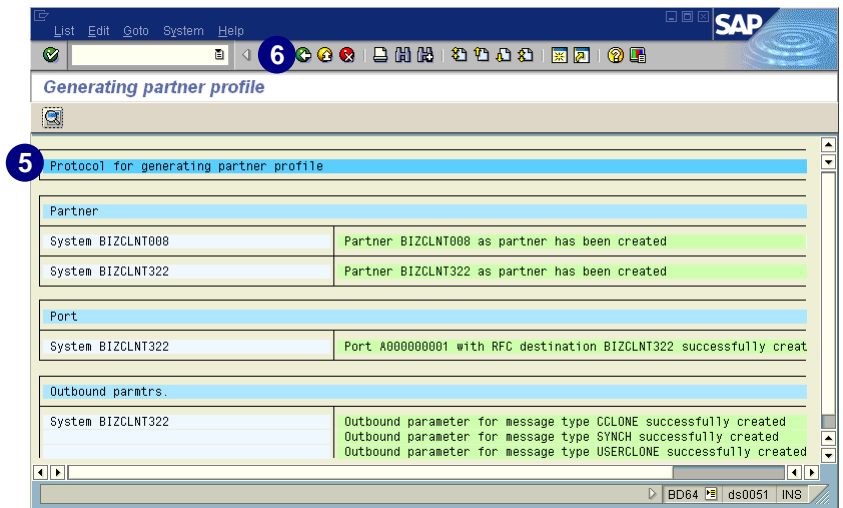 List Edit Goto System Help
SAP
6
Generating partner profile
5
Protocol for generating partner profile
Partner
System BIZCLNT008 Partner BIZCLNT008 as partner has been created
System BIZCLNT322 Partner BIZCLNT322 as partner has been created
Port
System BIZCLNT322 Port A000000001 with RFC destination BIZCLNT322 successfully creat
Outbound parmtrs.
System BIZCLNT322 Outbound parameter for message type CCLONE successfully created
Outbound parameter for message type SYNCH successfully created
Outbound parameter for message type USERCLONE successfully created
BD64 ds0051 INS